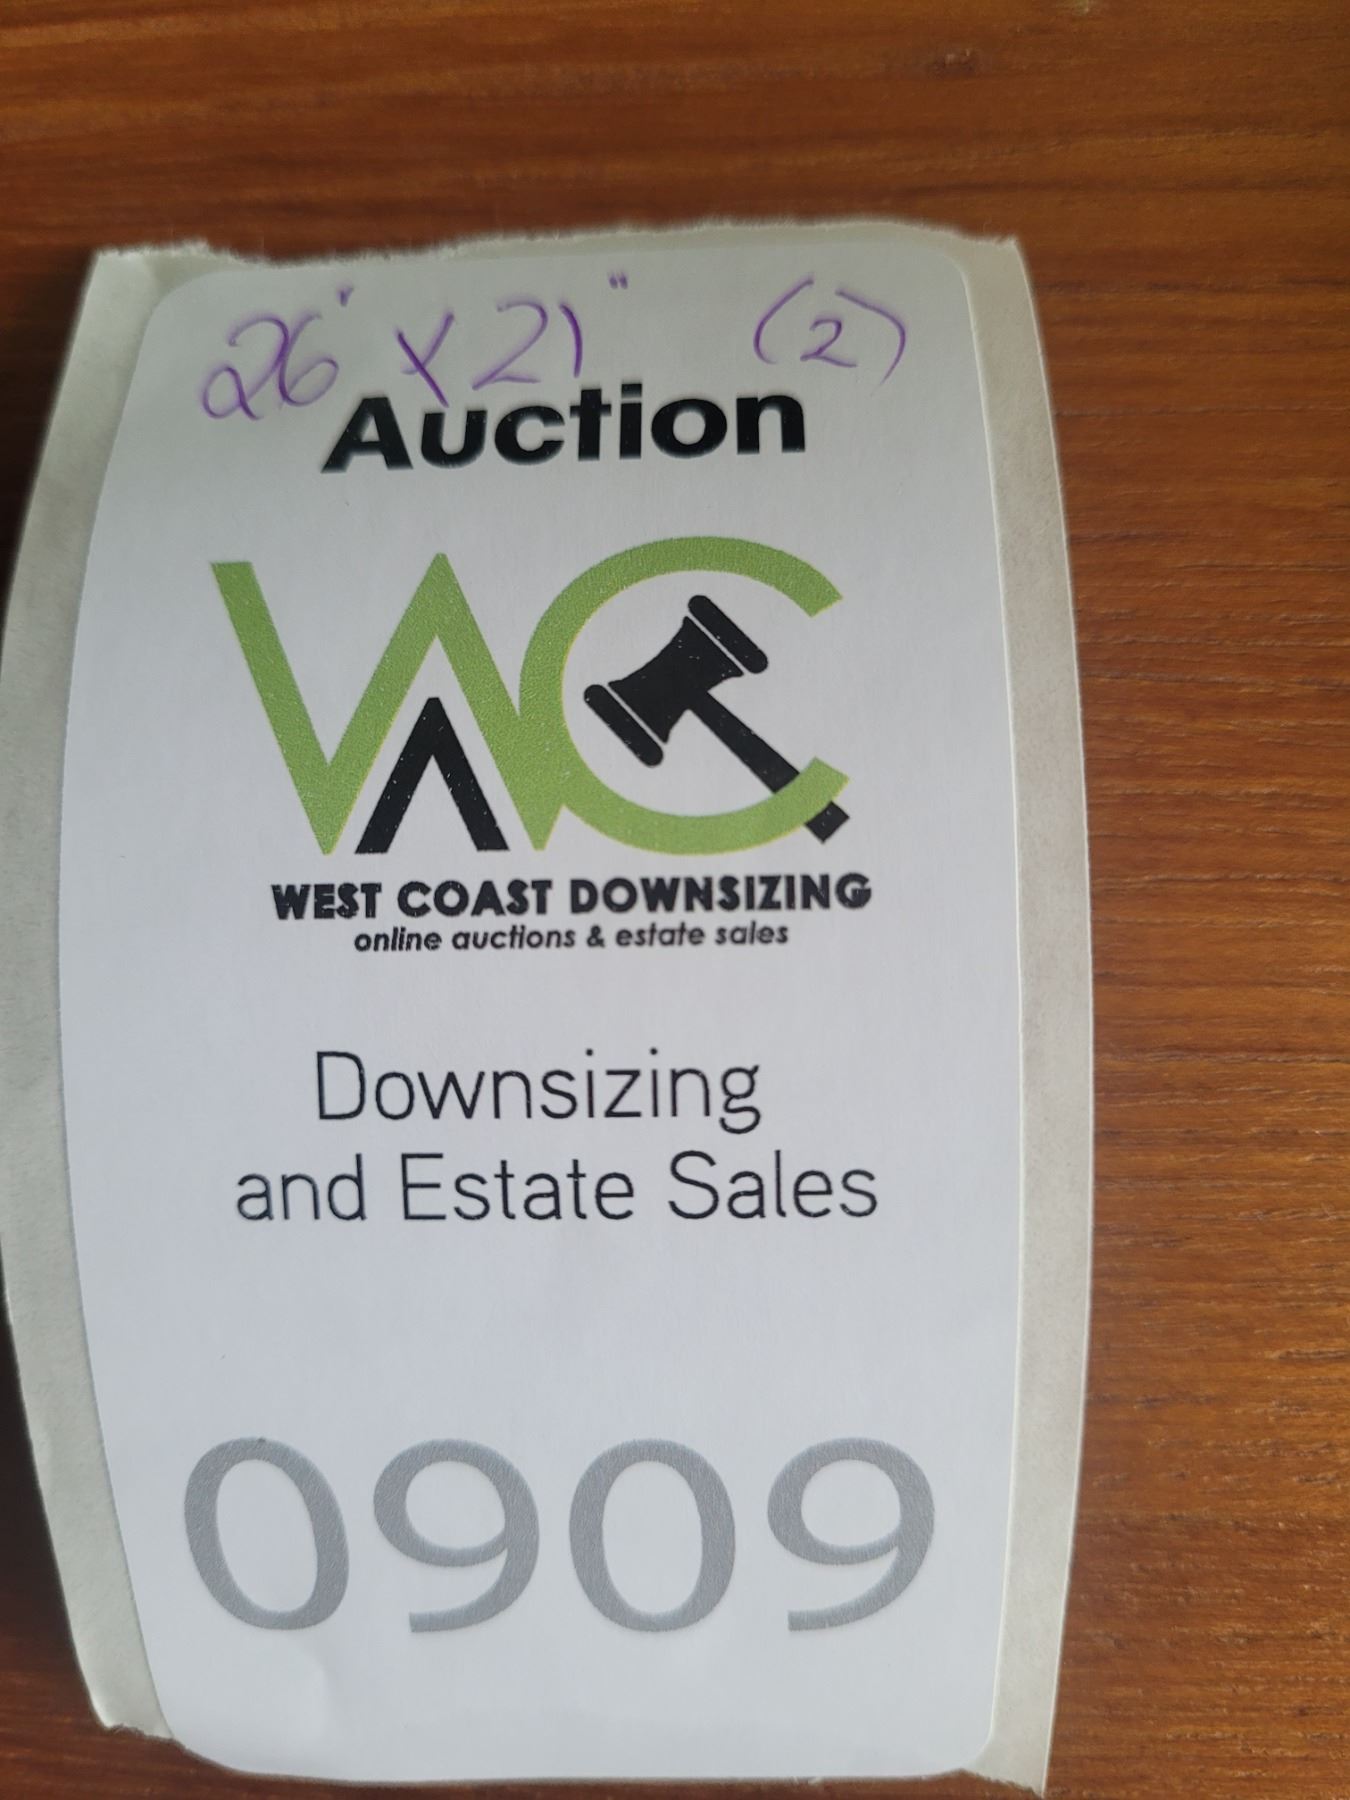 26' x 21" (2)
Auction
WC
WEST COAST DOWNSIZING
online auctions & estate sales
Downsizing
and Estate Sales
0909